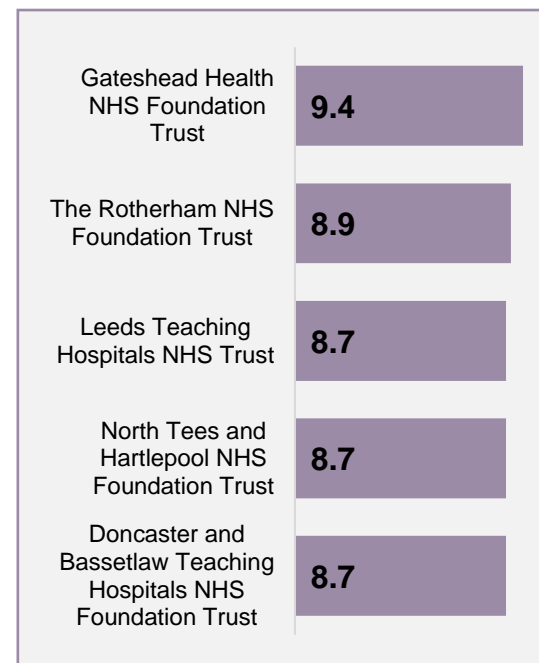 Gateshead Health
NHS Foundation
Trust
9.4
The Rotherham NHS
Foundation Trust
8.9
Leeds Teaching
Hospitals NHS Trust
8.7
North Tees and
Hartlepool NHS
Foundation Trust
8.7
Doncaster and
Bassetlaw Teaching
Hospitals NHS
Foundation Trust
8.7